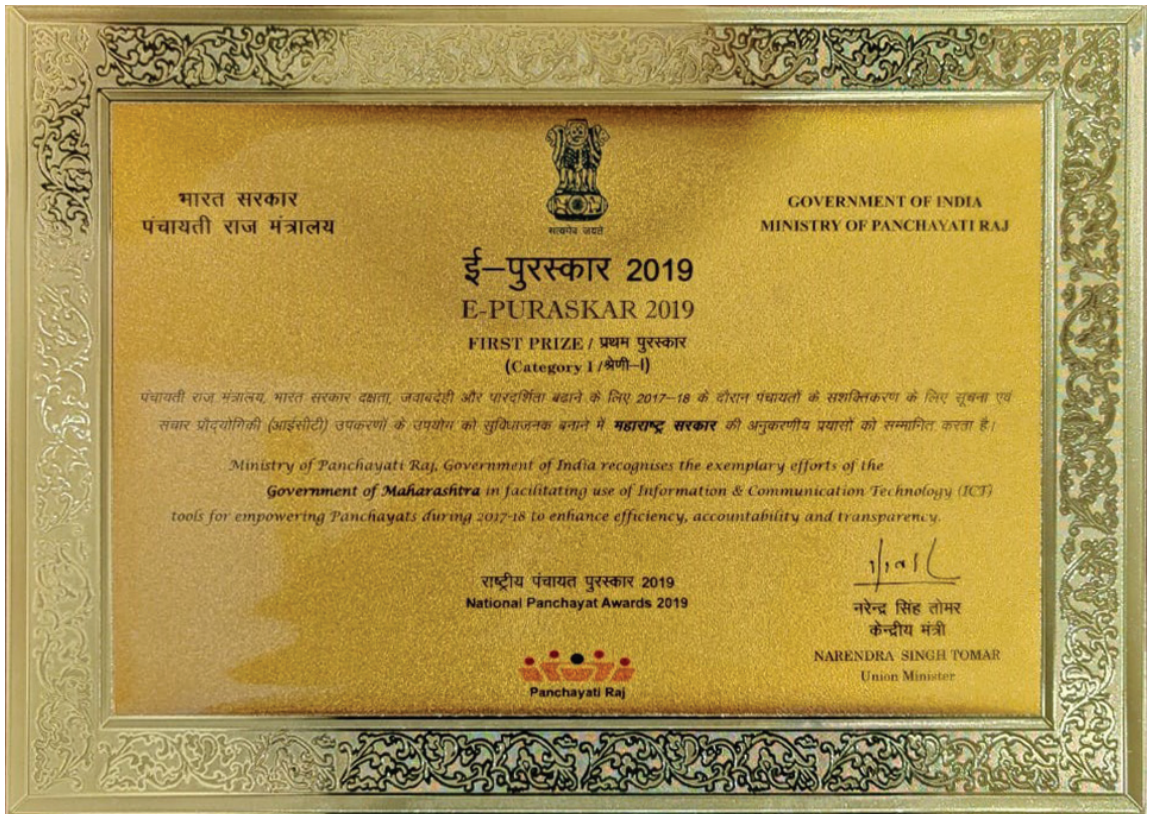 सत्यमेव जयते
भारत सरकार
पंचायती राज मंत्रालय
GOVERNMENT OF INDIA
MINISTRY OF PANCHAYATI RAJ
ई–पुरस्कार 2019
E-PURASKAR 2019
FIRST PRIZE / प्रथम पुरस्कार
(Category I /श्रेणी–I)
पंचायती राज मंत्रालय, भारत सरकार दक्षता, जवाबदेही और पारदर्शिता बढाने के लिए 2017–18 के दौरान पंचायतों के सशक्तिकरण के लिए सूचना एवं
संचार प्रौद्योगिकी (आईसीटी) उपकरणों के उपयोग को सुविधाजनक बनाने में महाराष्ट्र सरकार की अनुकरणीय प्रयासों को सम्मानित करता है।
Ministry of Panchayati Raj, Government of India recognises the exemplary efforts of the
Government of Maharashtra in facilitating use of Information & Communication Technology (ICT)
tools for empowering Panchayats during 2017-18 to enhance efficiency, accountability and transparency.
राष्ट्रीय पंचायत पुरस्कार 2019
National Panchayat Awards 2019
नरेन्द्र सिंह तोमर
केन्द्रीय मंत्री
NARENDRA SINGH TOMAR
Union Minister
Panchayati Raj